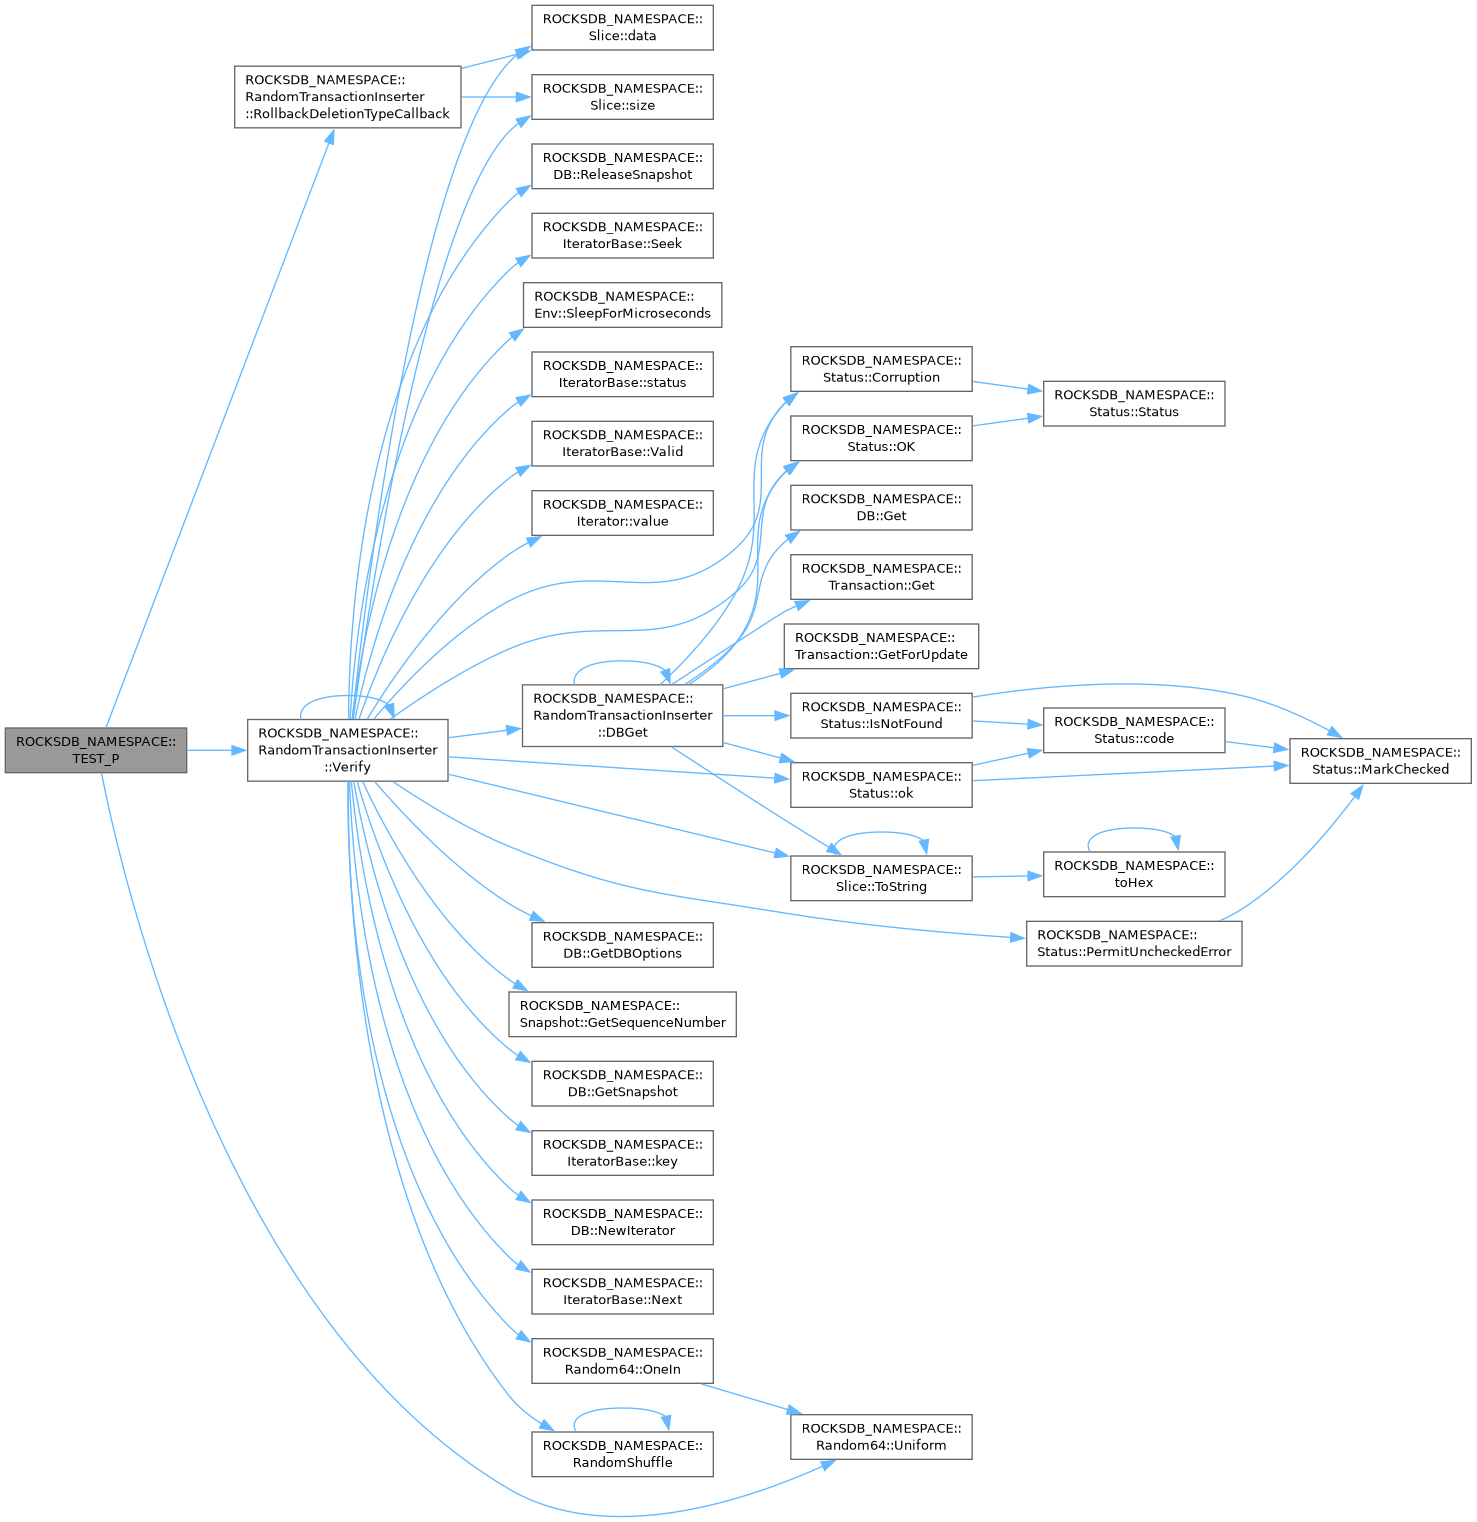 ROCKSDB_NAMESPACE::
TEST_P
ROCKSDB_NAMESPACE::
RandomTransactionInserter
::RollbackDeletionTypeCallback
ROCKSDB_NAMESPACE::
RandomTransactionInserter
::Verify
ROCKSDB_NAMESPACE::
Slice::data
ROCKSDB_NAMESPACE::
Slice::size
ROCKSDB_NAMESPACE::
DB::ReleaseSnapshot
ROCKSDB_NAMESPACE::
IteratorBase::Seek
ROCKSDB_NAMESPACE::
Env::SleepForMicroseconds
ROCKSDB_NAMESPACE::
IteratorBase::status
ROCKSDB_NAMESPACE::
IteratorBase::Valid
ROCKSDB_NAMESPACE::
Iterator::value
ROCKSDB_NAMESPACE::
RandomTransactionInserter
::DBGet
ROCKSDB_NAMESPACE::
DB::GetDBOptions
ROCKSDB_NAMESPACE::
Snapshot::GetSequenceNumber
ROCKSDB_NAMESPACE::
DB::GetSnapshot
ROCKSDB_NAMESPACE::
IteratorBase::key
ROCKSDB_NAMESPACE::
DB::NewIterator
ROCKSDB_NAMESPACE::
IteratorBase::Next
ROCKSDB_NAMESPACE::
Random64::OneIn
ROCKSDB_NAMESPACE::
RandomShuffle
ROCKSDB_NAMESPACE::
Status::Corruption
ROCKSDB_NAMESPACE::
Status::OK
ROCKSDB_NAMESPACE::
DB::Get
ROCKSDB_NAMESPACE::
Transaction::Get
ROCKSDB_NAMESPACE::
Transaction::GetForUpdate
ROCKSDB_NAMESPACE::
Status::IsNotFound
ROCKSDB_NAMESPACE::
Status::ok
ROCKSDB_NAMESPACE::
Slice::ToString
ROCKSDB_NAMESPACE::
Random64::Uniform
ROCKSDB_NAMESPACE::
Status::Status
ROCKSDB_NAMESPACE::
Status::code
ROCKSDB_NAMESPACE::
toHex
ROCKSDB_NAMESPACE::
Status::PermitUncheckedError
ROCKSDB_NAMESPACE::
Status::MarkChecked